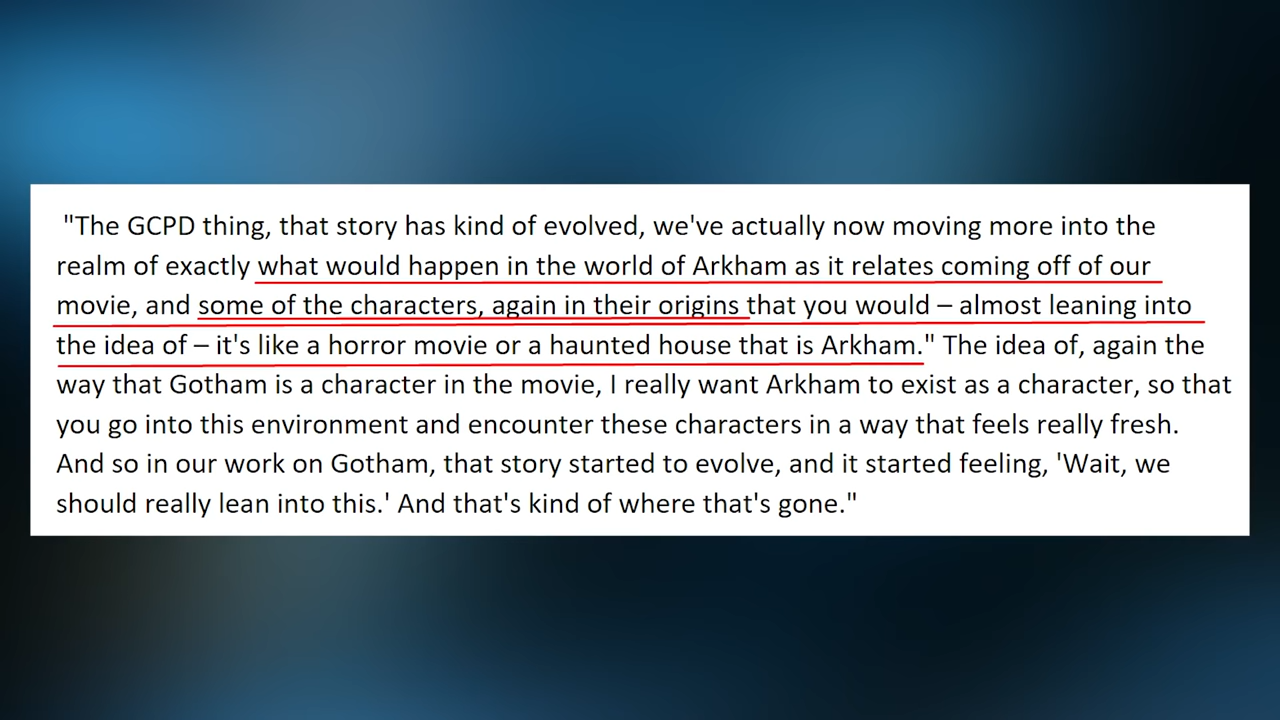 "The GCPD thing, that story has kind of evolved, we've actually now moving more into the
realm of exactly what would happen in the world of Arkham as it relates coming off of our
movie, and some of the characters, again in their origins that you would – almost leaning into
the idea of – it's like a horror movie or a haunted house that is Arkham." The idea of, again the
way that Gotham is a character in the movie, I really want Arkham to exist as a character, so that
you go into this environment and encounter these characters in a way that feels really fresh.
And so in our work on Gotham, that story started to evolve, and it started feeling, 'Wait, we
should really lean into this.' And that's kind of where that's gone."